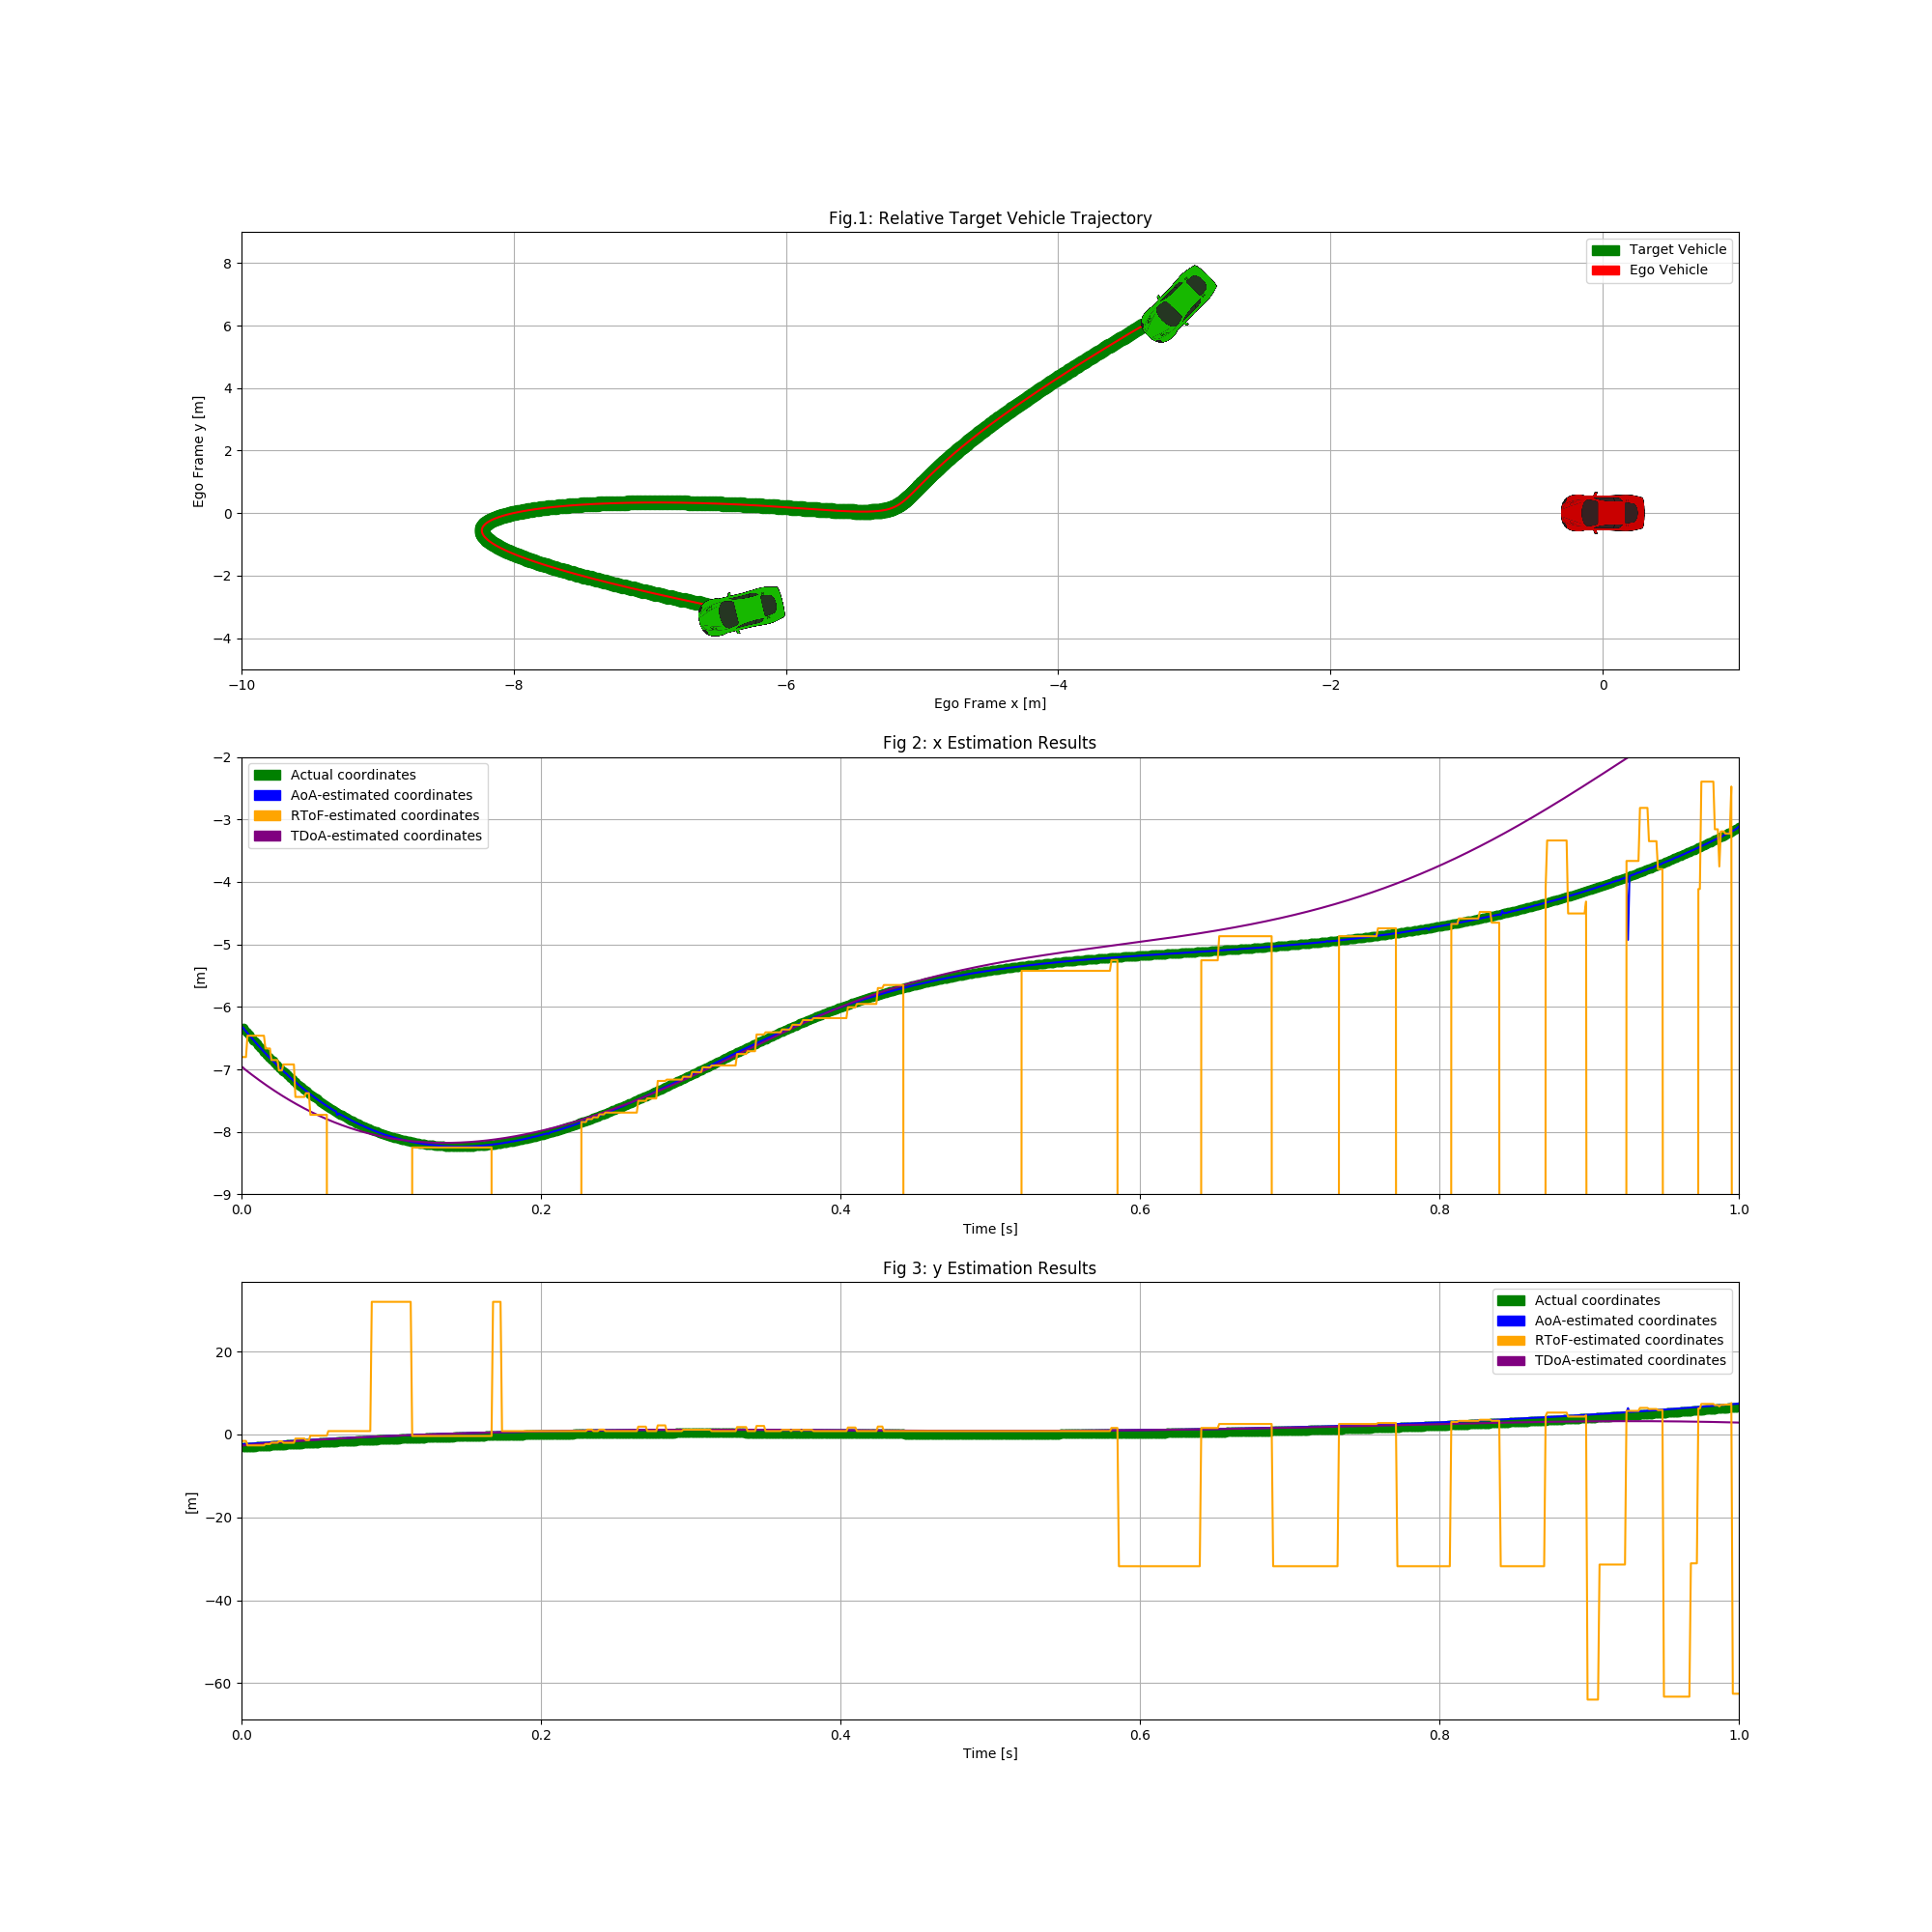 Fig.1: Relative Target Vehicle Trajectory
Target Vehicle
Ego Vehicle
Ego Frame y [m]
8
6
4
2
0
−2
−4
−10 −8 −6 −4 −2 0
Ego Frame x [m]
Fig 2: x Estimation Results
Actual coordinates
AoA-estimated coordinates
RToF-estimated coordinates
TDoA-estimated coordinates
[m]
−2
−3
−4
−5
−6
−7
−8
−9
0.0 0.2 0.4 0.6 0.8 1.0
Time [s]
Fig 3: y Estimation Results
Actual coordinates
AoA-estimated coordinates
RToF-estimated coordinates
TDoA-estimated coordinates
[m]
20
0
−20
−40
−60
0.0 0.2 0.4 0.6 0.8 1.0
Time [s]